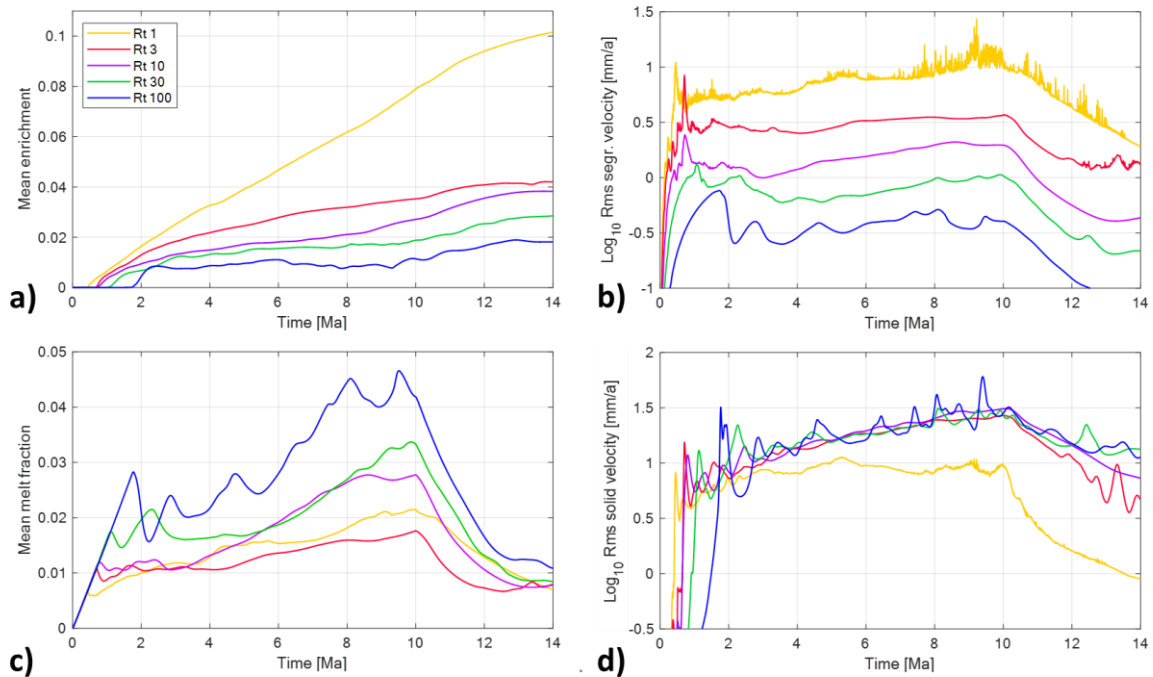 0.1
0.08
0.06
0.04
0.02
0
Mean enrichment
Rt 1
Rt 3
Rt 10
Rt 30
Rt 100
0 2 4 6 8 10 12 14
Time [Ma]
a)
1.5
1
0.5
0
-0.5
-1
Log10 Rms segr. velocity [mm/a]
0 2 4 6 8 10 12 14
Time [Ma]
b)
0.05
0.04
0.03
0.02
0.01
0
Mean melt fraction
0 2 4 6 8 10 12 14
Time [Ma]
c)
2
1.5
1
0.5
0
-0.5
Log10 Rms solid velocity [mm/a]
0 2 4 6 8 10 12 14
Time [Ma]
d)